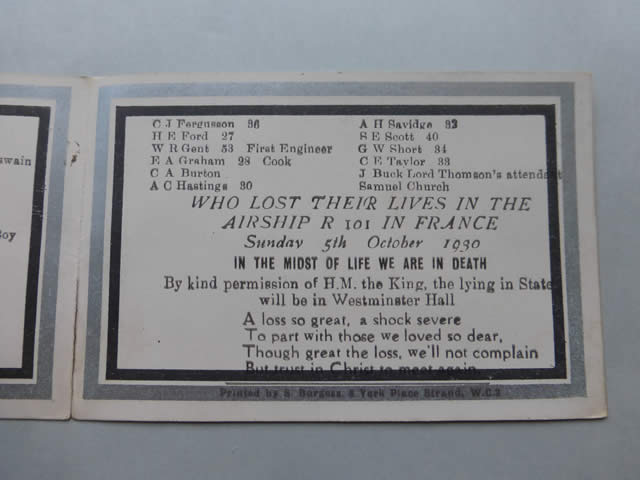 swain
oy
C J Fergusson 36
H E Ford 27
W R Gent 53 First Engineer
E A Graham 28 Cook
C A Burton
A C Hastings 30
A H Savidge 32
S E Scott 40
G W Short 34
C E Taylor 33
J Buck Lord Thomson's attendant
Samuel Church
WHO LOST THEIR LIVES IN THE
AIRSHIP R 101 IN FRANCE
Sunday 5th October 1930
IN THE MIDST OF LIFE WE ARE IN DEATH
By kind permission of H.M. the King, the lying in State
will be in Westminster Hall
A loss so great, a shock severe
To part with those we loved so dear,
Though great the loss, we'll not complain
But trust in Christ to meet again.
Printed by S. Burgess, 8 York Place Strand, W.C.2